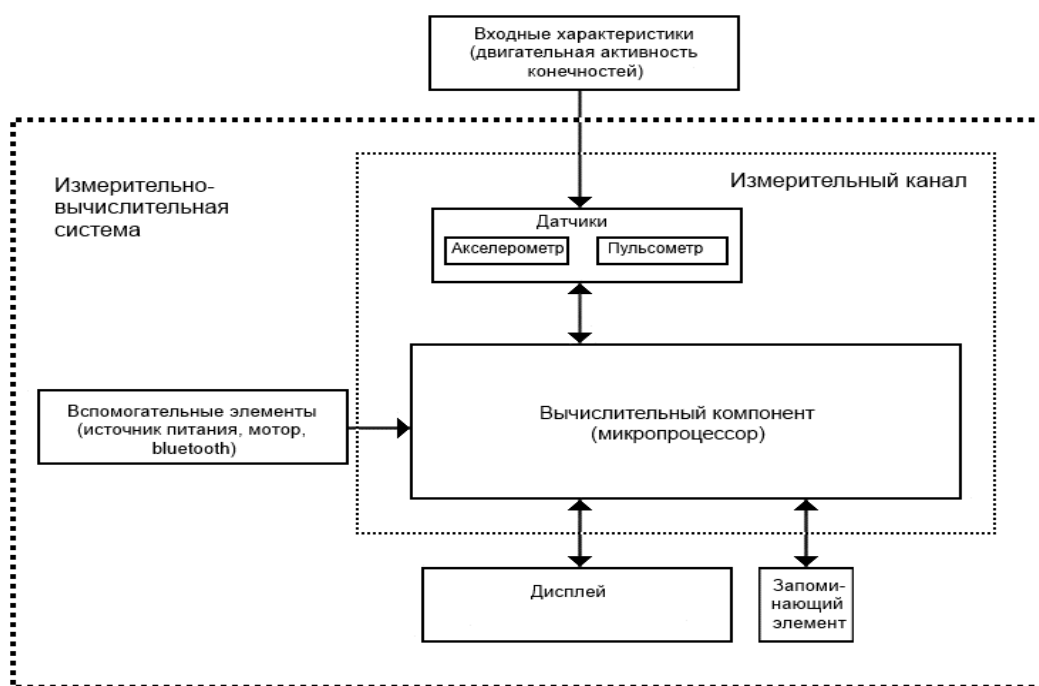 Входные характеристики
(двигательная активность
конечностей)
Измерительно-
вычислительная
система
Измерительный канал
Датчики
Акселерометр
Пульсометр
Вспомогательные элементы
(источник питания, мотор,
bluetooth)
Вычислительный компонент
(микропроцессор)
Дисплей
Запоми-
нающий
элемент